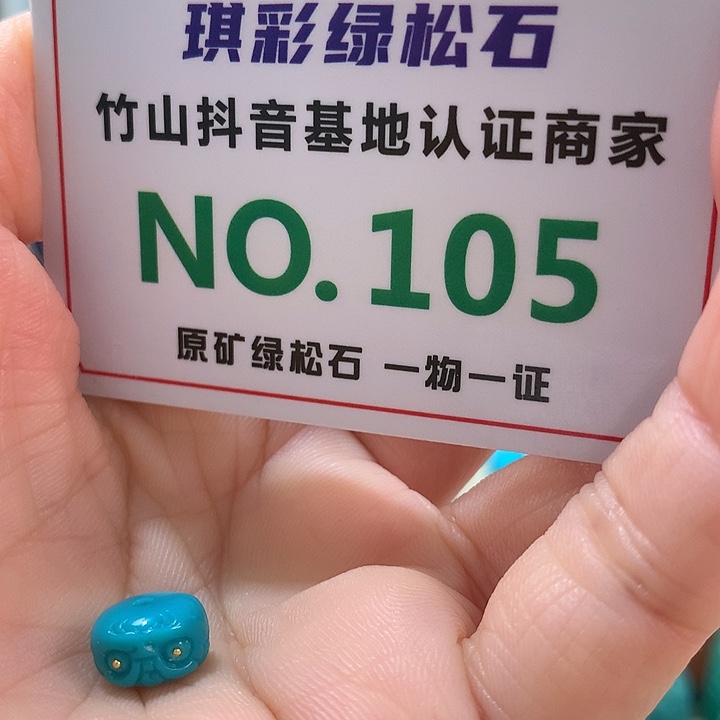 琪彩绿松石
竹山抖音基地认证商家
NO.105
原矿绿松石 一物一证